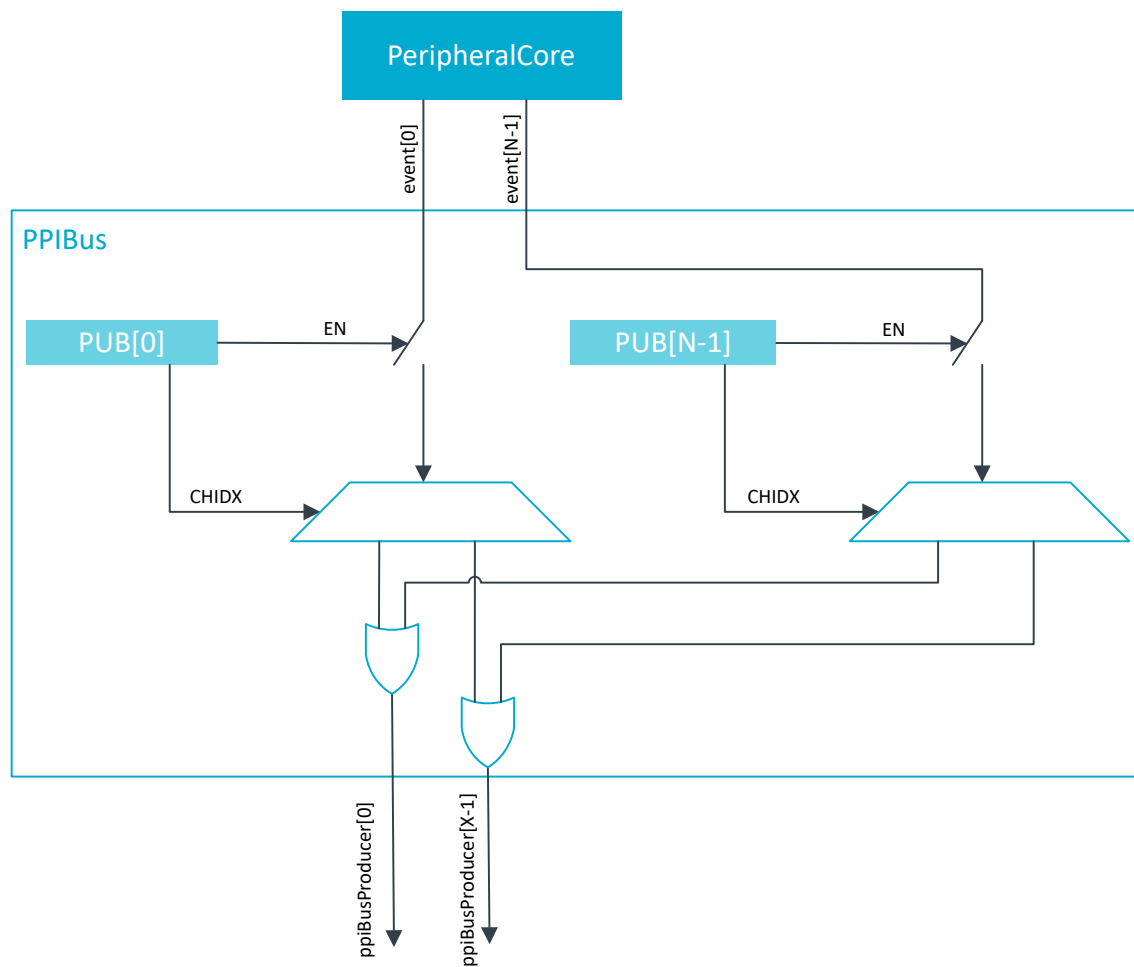 PeripheralCore
event[0]
event[N-1]
PPIBus
PUB[0]
EN
PUB[N-1]
EN
CHIDX
CHIDX
ppiBusProducer[0]
ppiBusProducer[X-1]